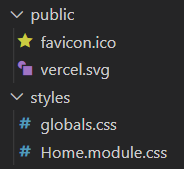 public
favicon.ico
vercel.svg
styles
globals.css
Home.module.css